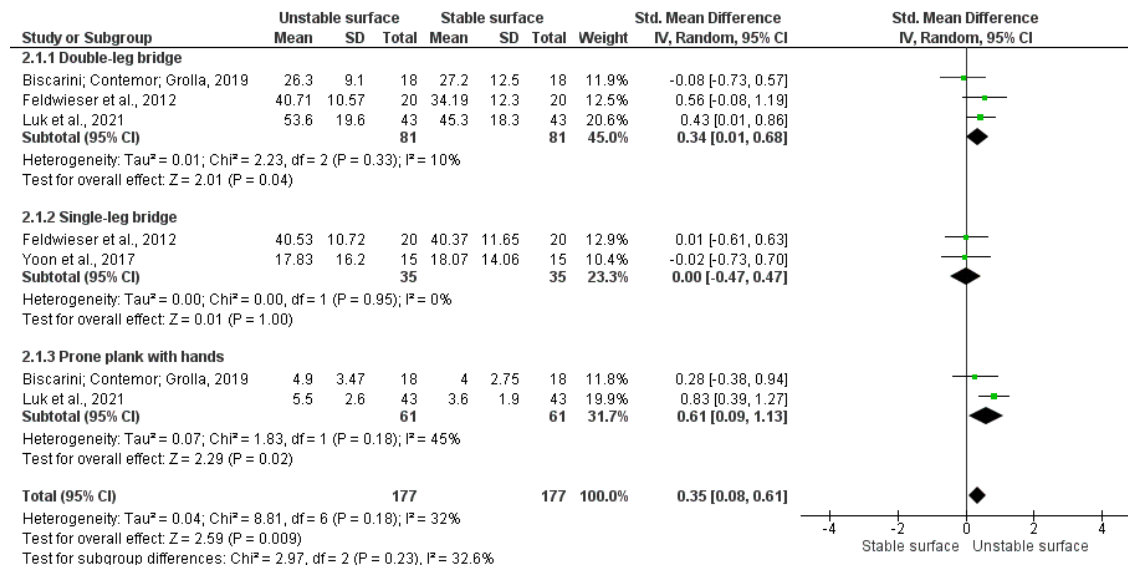 Unstable surface Stable surface Std. Mean Difference Std. Mean Difference
Study or Subgroup Mean SD Total Mean SD Total Weight IV, Random, 95% CI IV, Random, 95% CI
2.1.1 Double-leg bridge
Biscarini; Contemor; Grolla, 2019 26.3 9.1 18 27.2 12.5 18 11.9% -0.08 [-0.73, 0.57]
Feldwieser et al., 2012 40.71 10.57 20 34.19 12.3 20 12.5% 0.56 [-0.08, 1.19]
Luk et al., 2021 53.6 19.6 43 45.3 18.3 43 20.6% 0.43 [0.01, 0.86]
Subtotal (95% CI) 81 81 45.0% 0.34 [0.01, 0.68]
Heterogeneity: Tau² = 0.01; Chi² = 2.23, df = 2 (P = 0.33); I² = 10%
Test for overall effect: Z = 2.01 (P = 0.04)
2.1.2 Single-leg bridge
Feldwieser et al., 2012 40.53 10.72 20 40.37 11.65 20 12.9% 0.01 [-0.61, 0.63]
Yoon et al., 2017 17.83 16.2 15 18.07 14.06 15 10.4% -0.02 [-0.73, 0.70]
Subtotal (95% CI) 35 35 23.3% 0.00 [-0.47, 0.47]
Heterogeneity: Tau² = 0.00; Chi² = 0.00, df = 1 (P = 0.95); I² = 0%
Test for overall effect: Z = 0.01 (P = 1.00)
2.1.3 Prone plank with hands
Biscarini; Contemor; Grolla, 2019 4.9 3.47 18 4 2.75 18 11.8% 0.28 [-0.38, 0.94]
Luk et al., 2021 5.5 2.6 43 3.6 1.9 43 19.9% 0.83 [0.39, 1.27]
Subtotal (95% CI) 61 61 31.7% 0.61 [0.09, 1.13]
Heterogeneity: Tau² = 0.07; Chi² = 1.83, df = 1 (P = 0.18); I² = 45%
Test for overall effect: Z = 2.29 (P = 0.02)
Total (95% CI) 177 177 100.0% 0.35 [0.08, 0.61]
Heterogeneity: Tau² = 0.04; Chi² = 8.81, df = 6 (P = 0.18); I² = 32%
Test for overall effect: Z = 2.59 (P = 0.009)
Test for subgroup differences: Chi² = 2.97, df = 2 (P = 0.23), I² = 32.6%
-4 -2 0 2 4
Stable surface Unstable surface